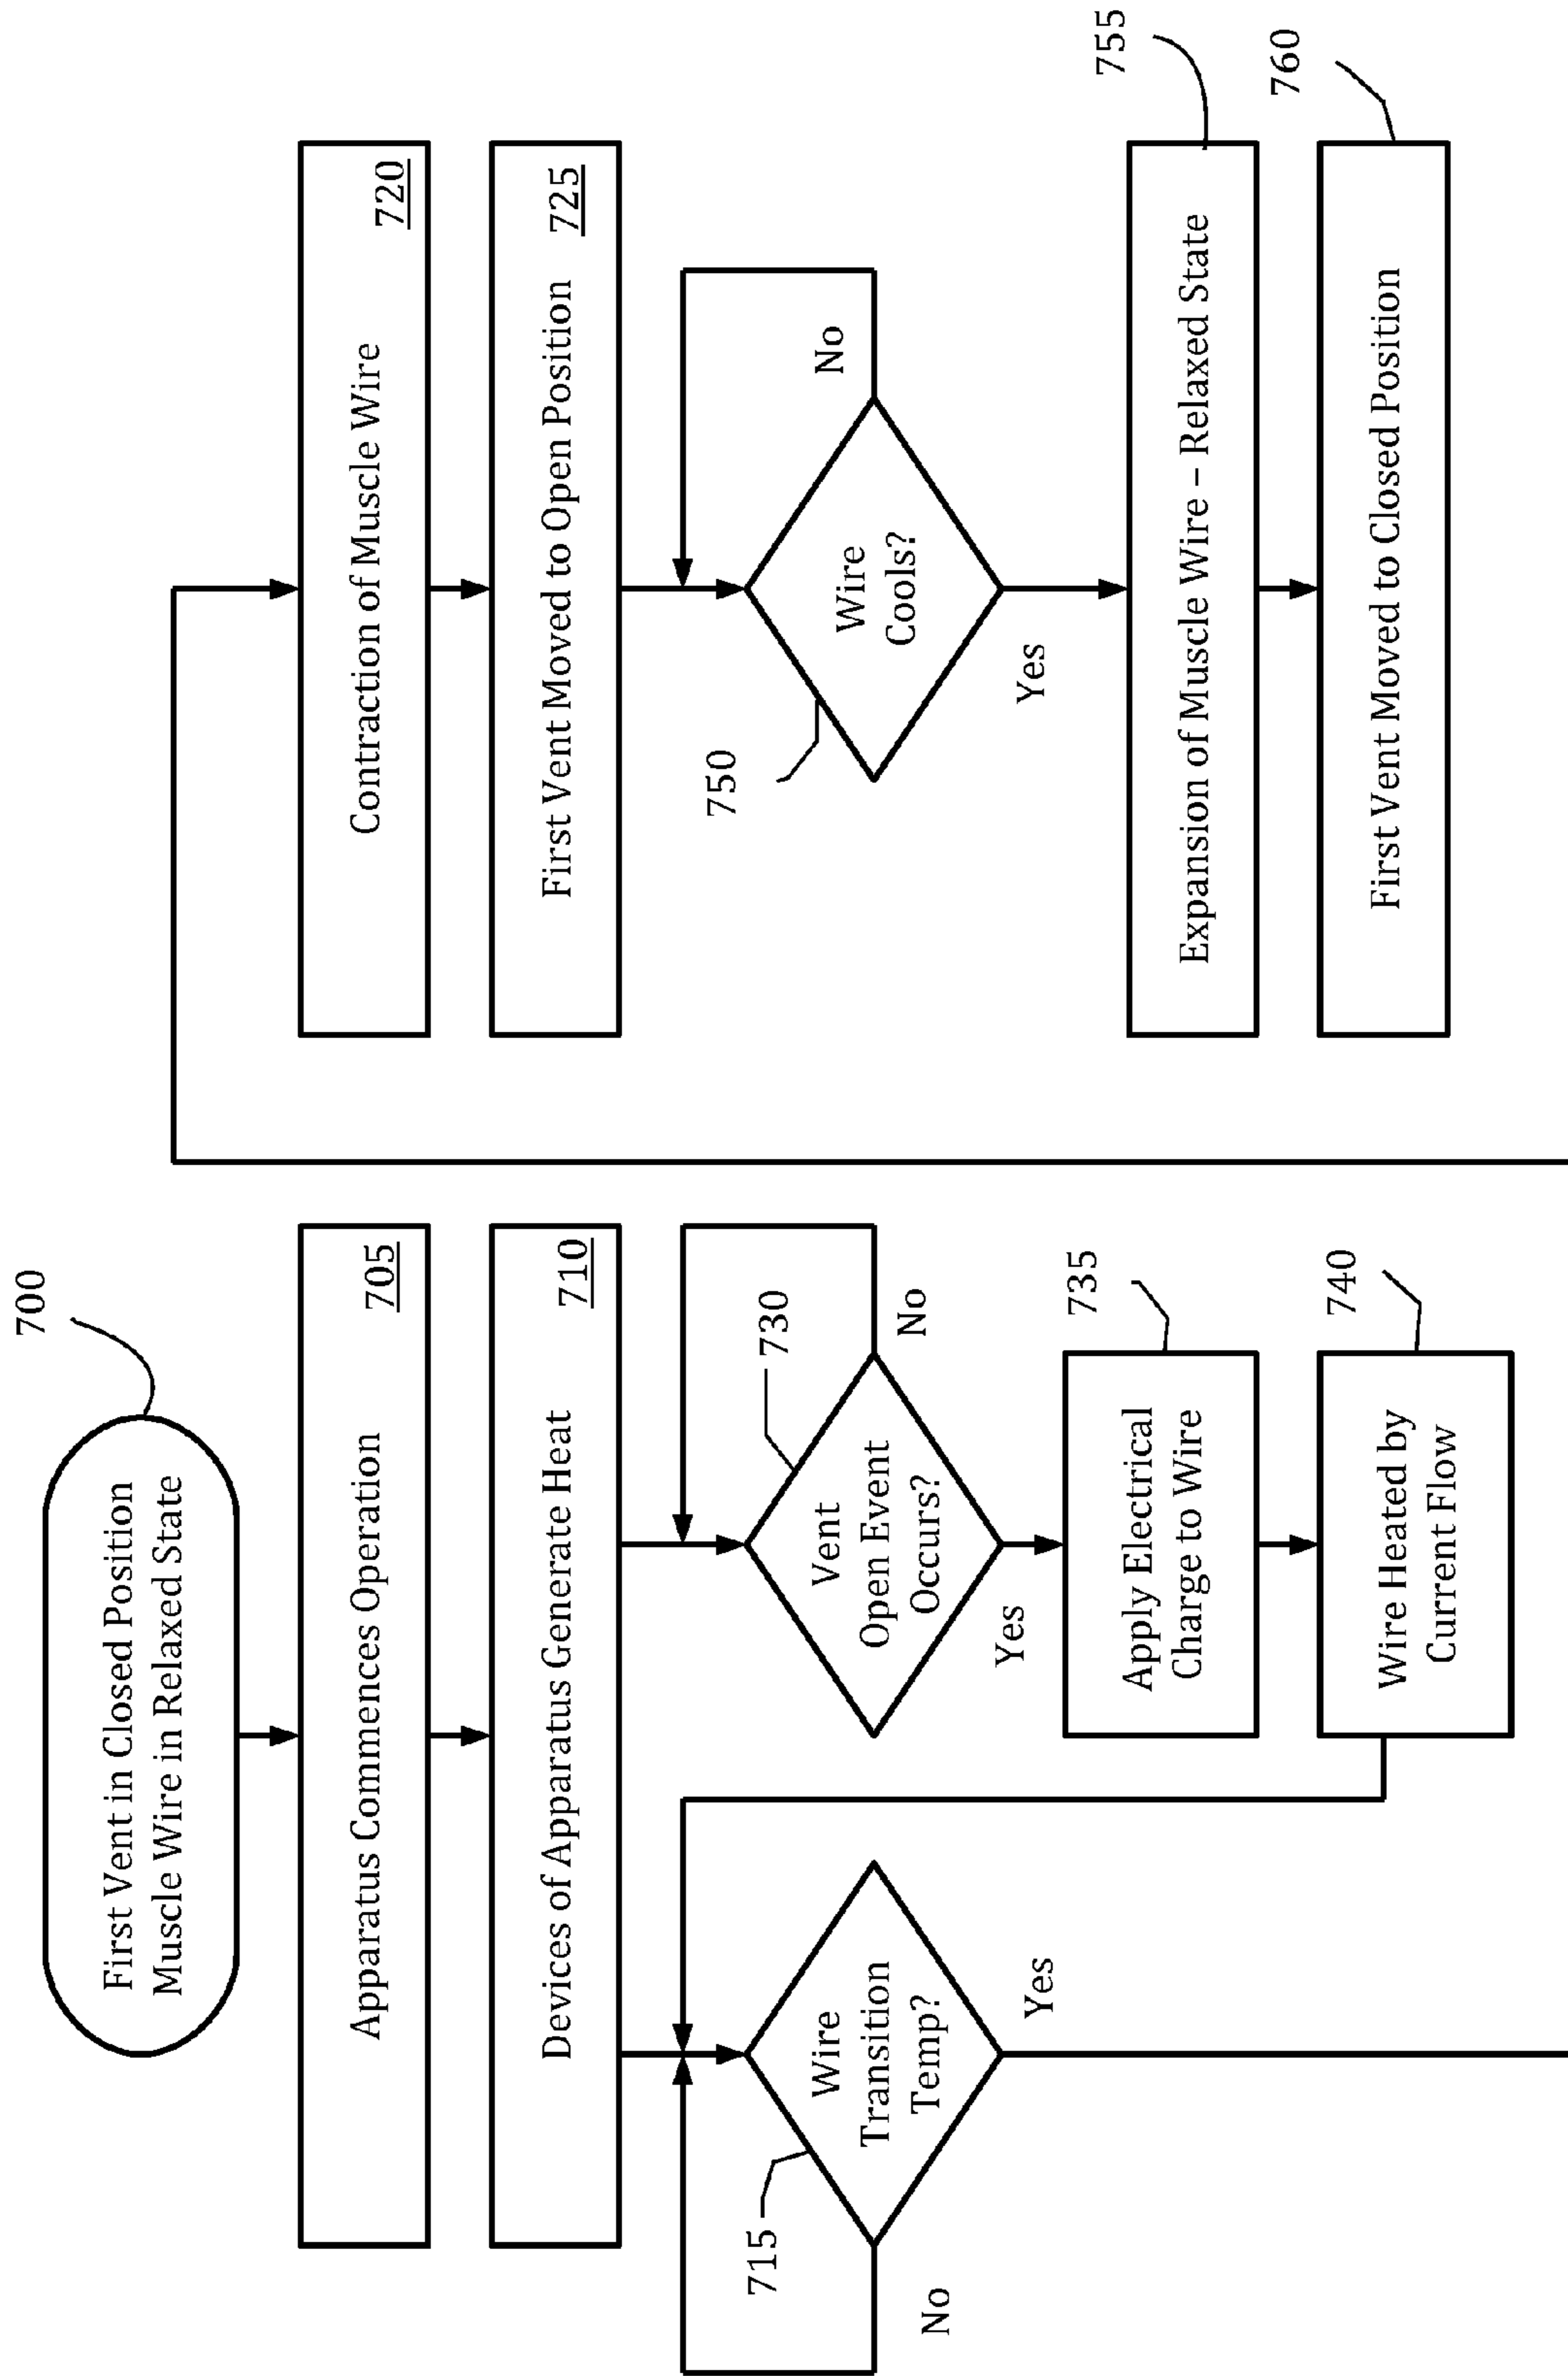 700
First Vent in Closed Position
Muscle Wire in Relaxed State
Apparatus Commences Operation
705
Devices of Apparatus Generate Heat
710
715
Wire
Transition
Temp?
No
Yes
730
Vent
Open Event
Occurs?
No
Yes
735
Apply Electrical
Charge to Wire
740
Wire Heated by
Current Flow
Contraction of Muscle Wire
720
First Vent Moved to Open Position
725
750
Wire
Cools?
No
Yes
755
Expansion of Muscle Wire – Relaxed State
760
First Vent Moved to Closed Position